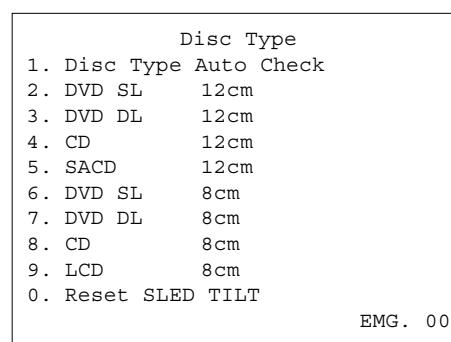 Disc Type
1. Disc Type Auto Check
2. DVD SL 12cm
3. DVD DL 12cm
4. CD 12cm
5. SACD 12cm
6. DVD SL 8cm
7. DVD DL 8cm
8. CD 8cm
9. LCD 8cm
0. Reset SLED TILT
EMG. 00